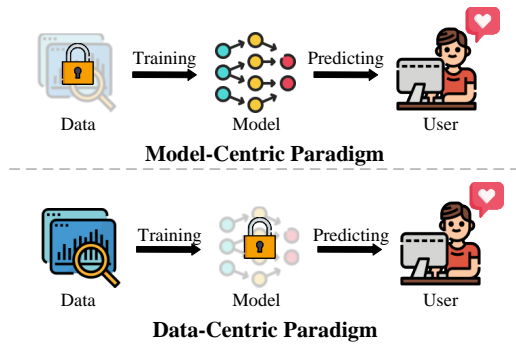 Training
Predicting
Data
Model
User
Model-Centric Paradigm
Training
Predicting
Data
Model
User
Data-Centric Paradigm